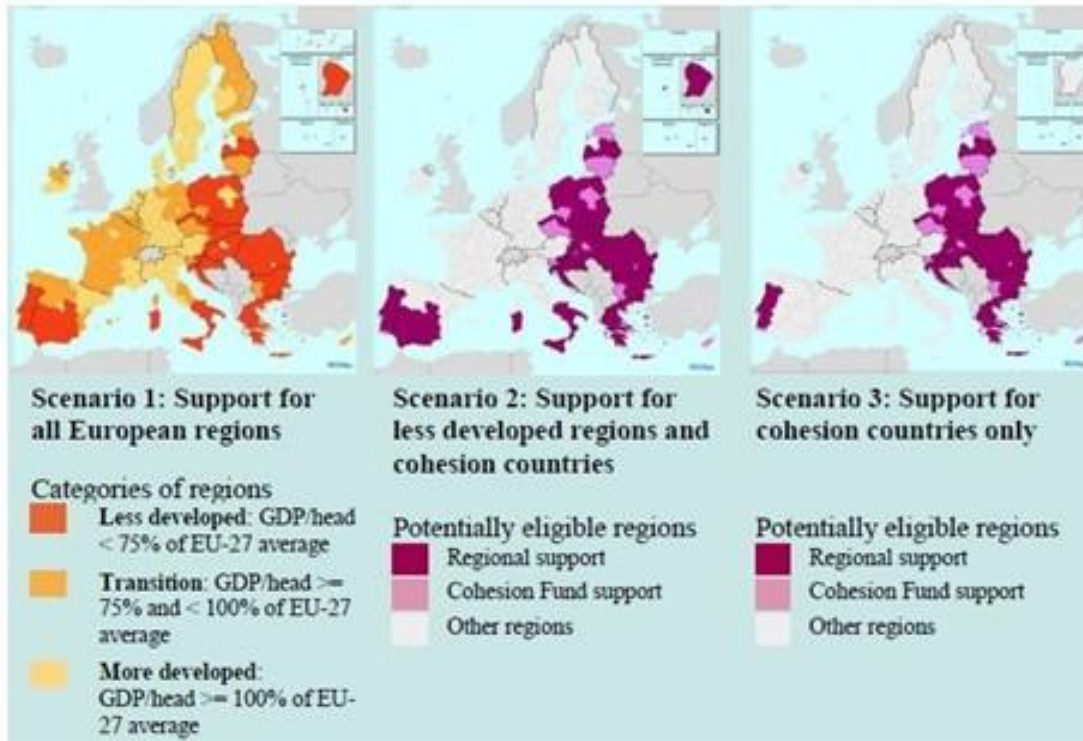 Scenario 1: Support for
all European regions
Categories of regions
Less developed: GDP/head
< 75% of EU-27 average
Transition: GDP/head >=
75% and < 100% of EU-27
average
More developed:
GDP/head >= 100% of EU-
27 average
Scenario 2: Support for
less developed regions and
cohesion countries
Potentially eligible regions
Regional support
Cohesion Fund support
Other regions
Scenario 3: Support for
cohesion countries only
Potentially eligible regions
Regional support
Cohesion Fund support
Other regions